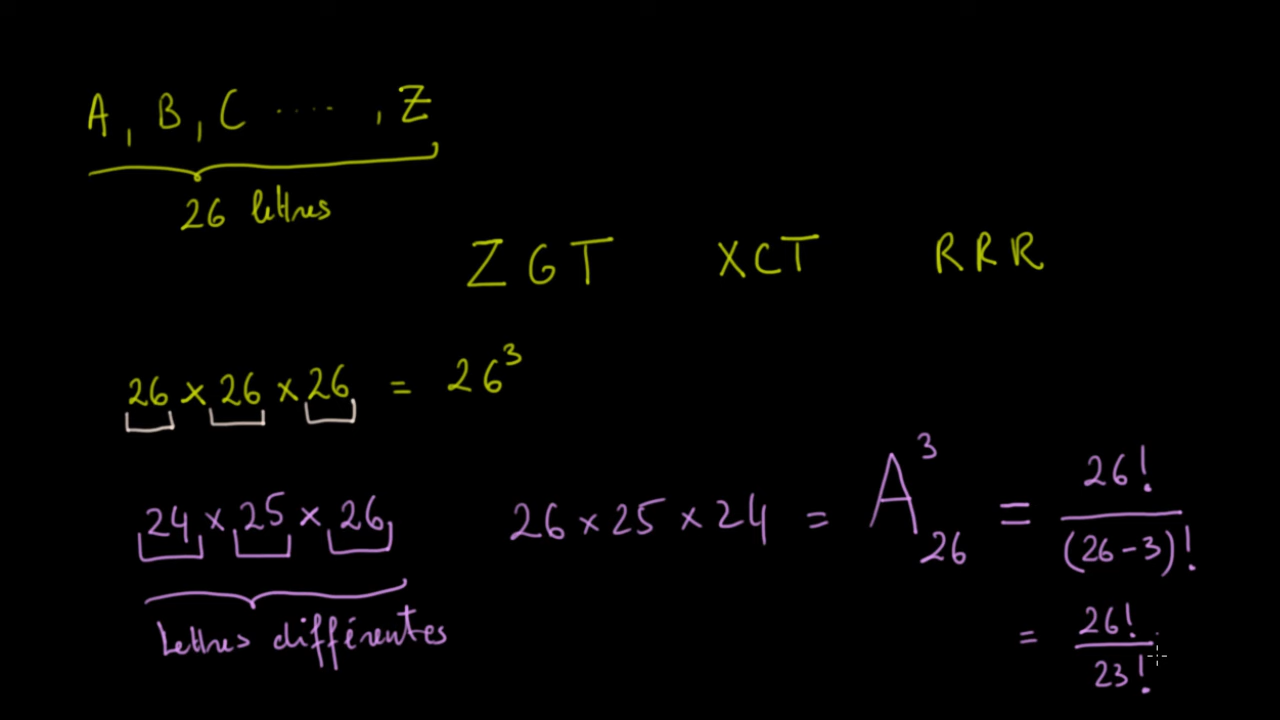 A, B, C ...., Z
26 lettres
ZGT XCT RRR
26 × 26 × 26 = 26³
24 × 25 × 26
lettres différentes
26 × 25 × 24 = A³₂₆ = 26! / (26-3)!
= 26! / 23!